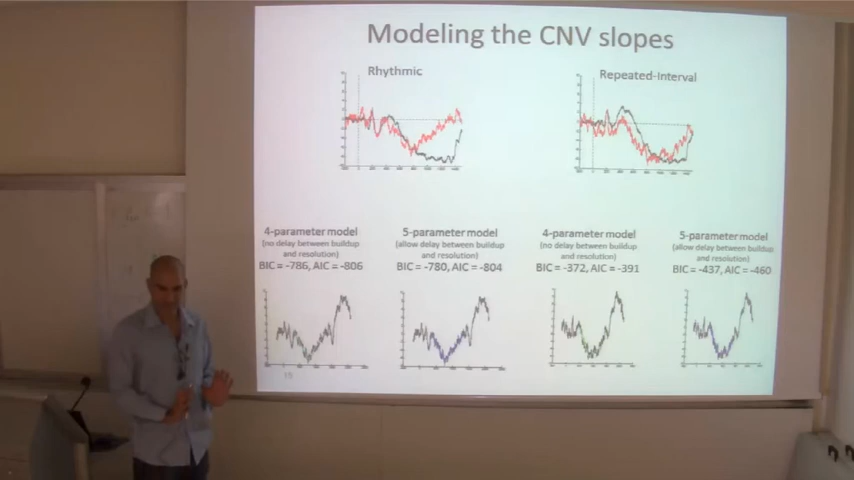 Modeling the CNV slopes
Rhythmic
Repeated-Interval
4-parameter model
(no delay between buildup
and resolution)
BIC = -786, AIC = -806
5-parameter model
(allow delay between buildup
and resolution)
BIC = -780, AIC = -804
4-parameter model
(no delay between buildup
and resolution)
BIC = -372, AIC = -391
5-parameter model
(allow delay between buildup
and resolution)
BIC = -437, AIC = -460